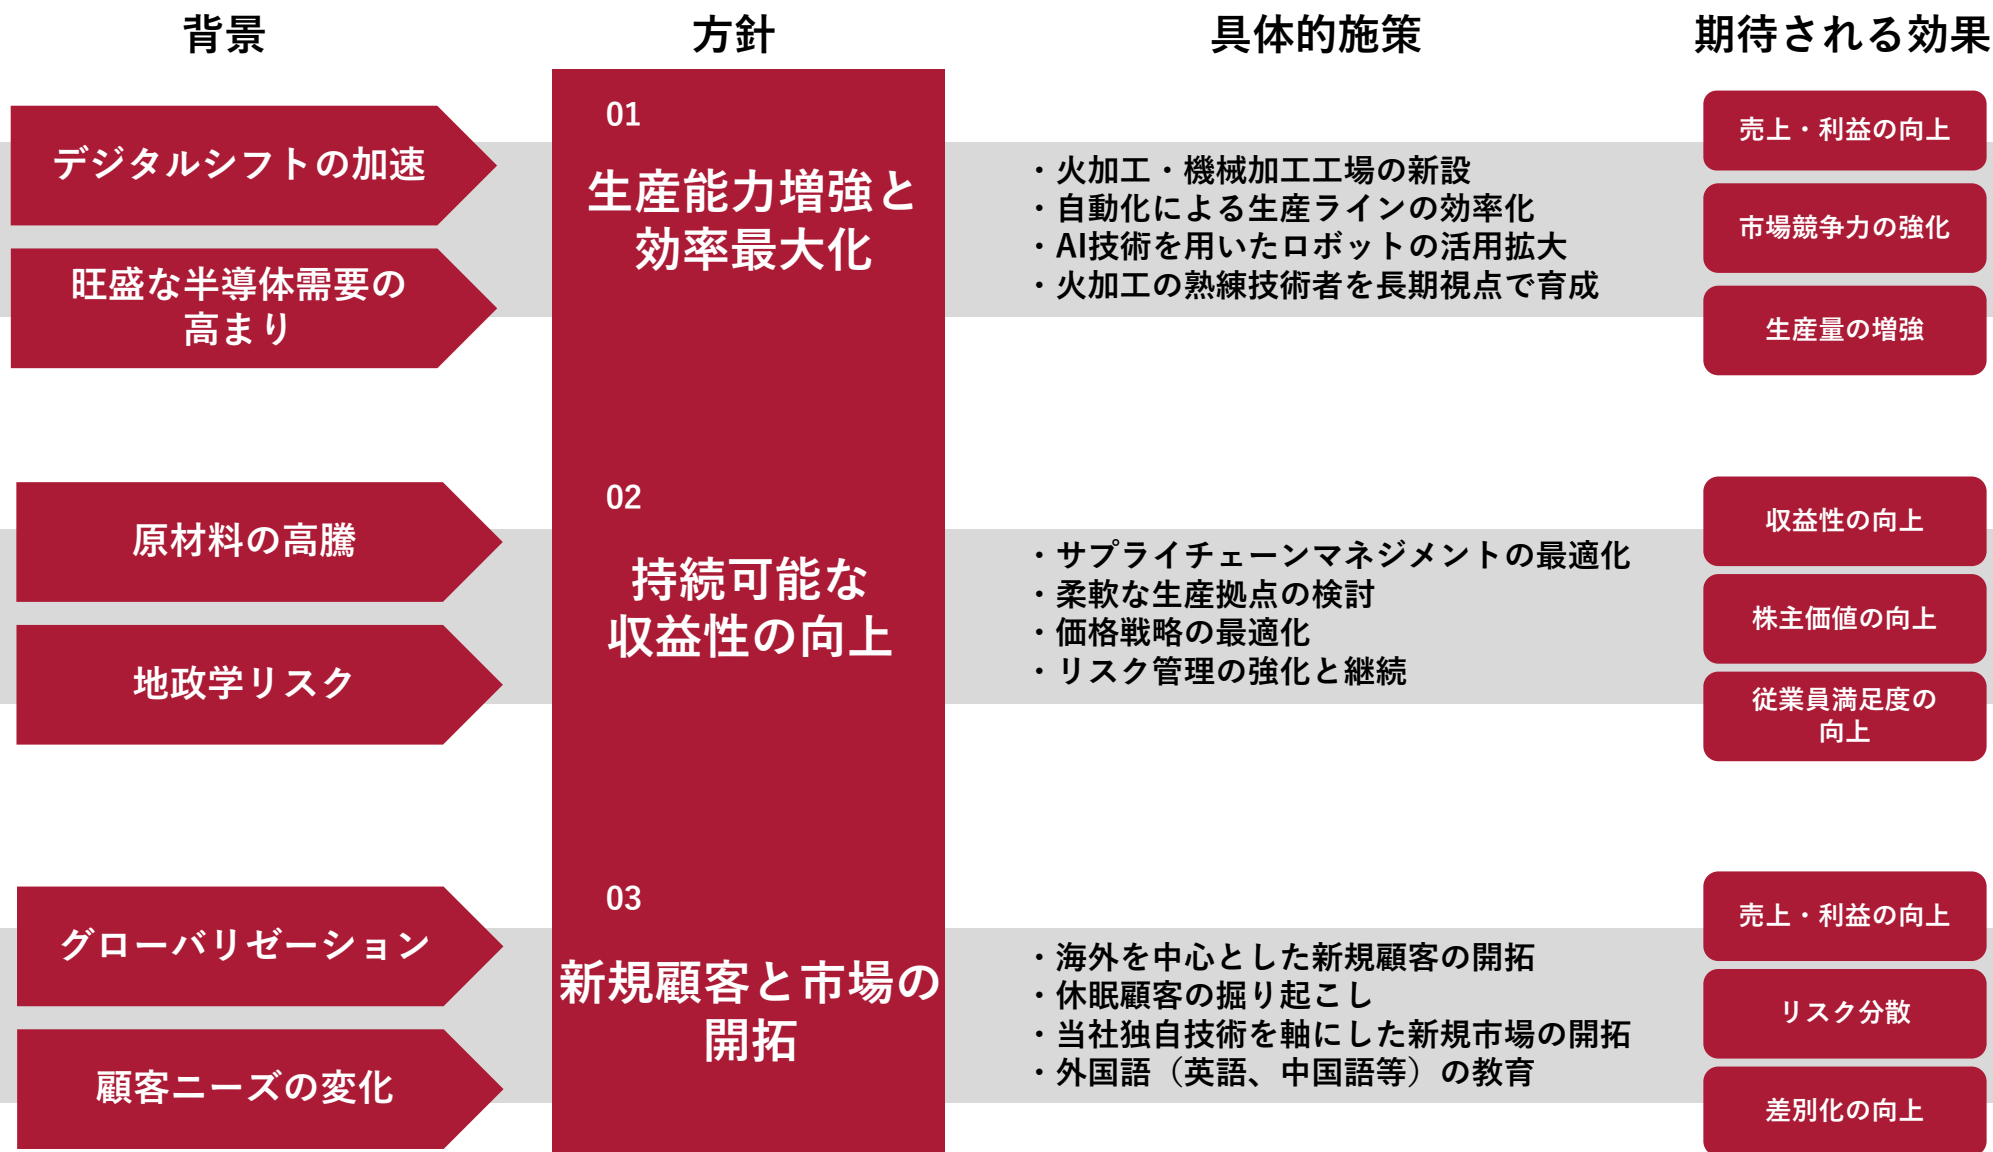 背景
方針
具体的施策
期待される効果
デジタルシフトの加速
旺盛な半導体需要の
高まり
01
生産能力増強と
効率最大化
・火加工・機械加工工場の新設
・自動化による生産ラインの効率化
・AI技術を用いたロボットの活用拡大
・火加工の熟練技術者を長期視点で育成
売上・利益の向上
市場競争力の強化
生産量の増強
原材料の高騰
地政学リスク
02
持続可能な
収益性の向上
・サプライチェーンマネジメントの最適化
・柔軟な生産拠点の検討
・価格戦略の最適化
・リスク管理の強化と継続
収益性の向上
株主価値の向上
従業員満足度の
向上
グローバリゼーション
顧客ニーズの変化
03
新規顧客と市場の
開拓
・海外を中心とした新規顧客の開拓
・休眠顧客の掘り起こし
・当社独自技術を軸にした新規市場の開拓
・外国語（英語、中国語等）の教育
売上・利益の向上
リスク分散
差別化の向上